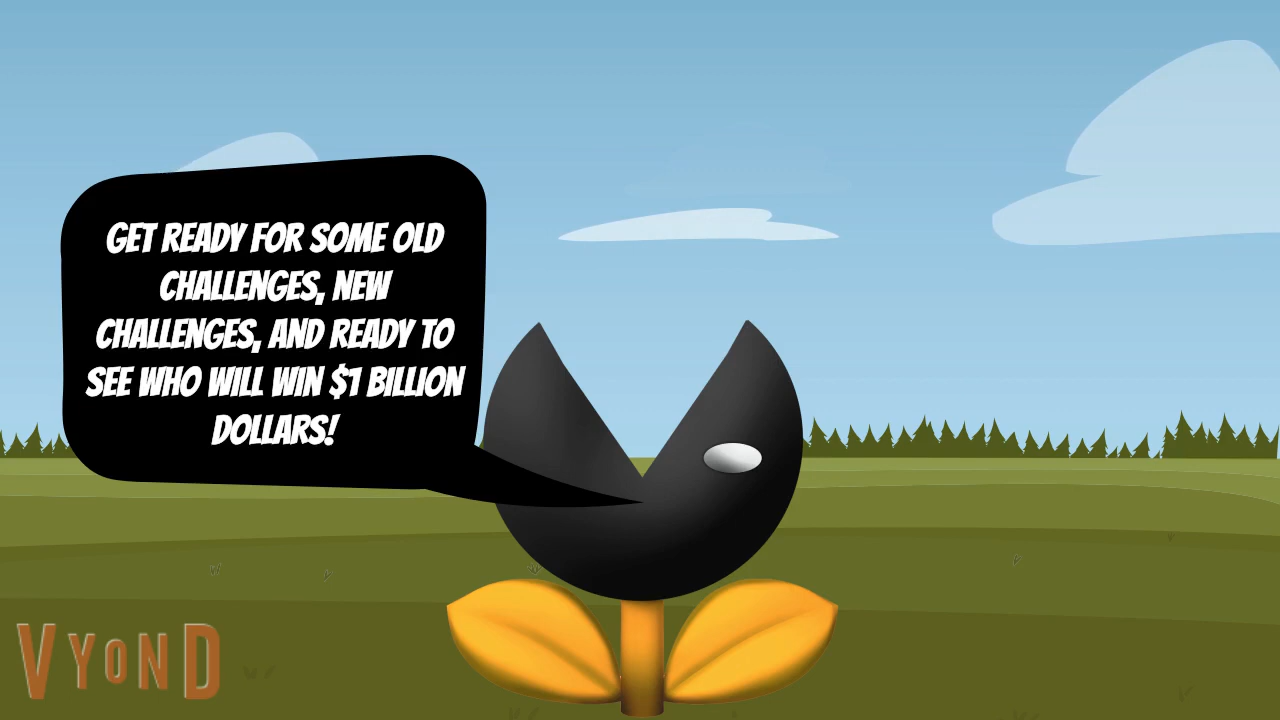 GET READY FOR SOME OLD
CHALLENGES, NEW
CHALLENGES, AND READY TO
SEE WHO WILL WIN $1 BILLION
DOLLARS!
VYOND